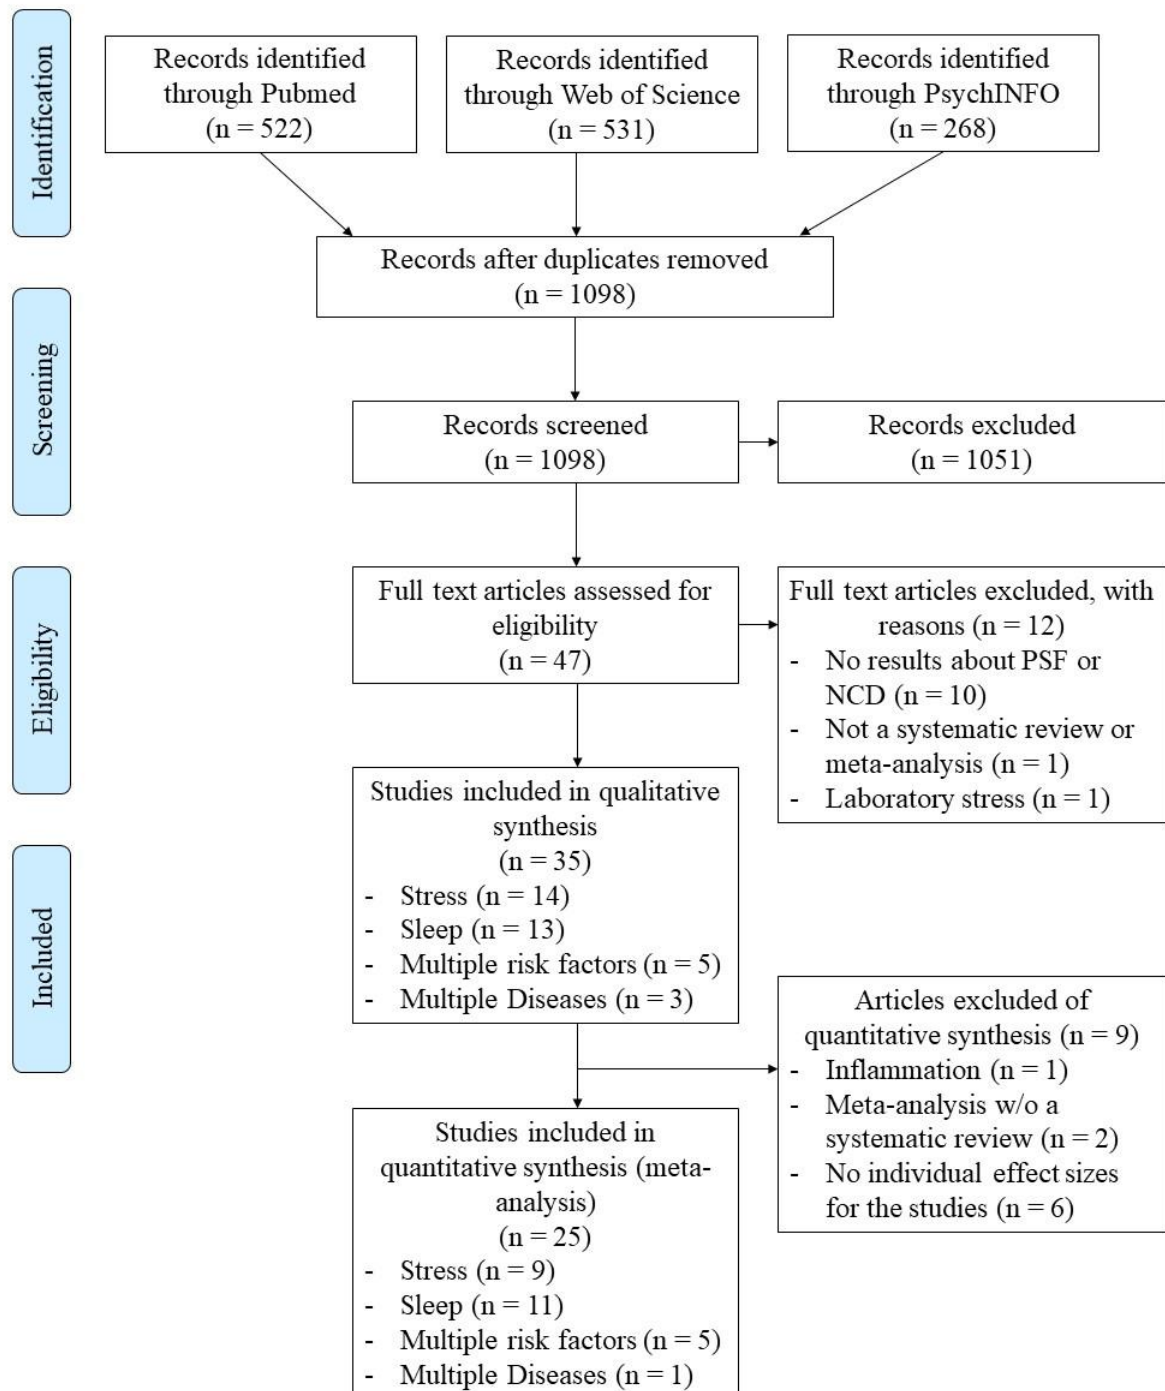 Identification
Records identified
through Pubmed
(n = 522)
Records identified
through Web of Science
(n = 531)
Records identified
through PsychINFO
(n = 268)
Records after duplicates removed
(n = 1098)
Screening
Records screened
(n = 1098)
Records excluded
(n = 1051)
Eligibility
Full text articles assessed for
eligibility
(n = 47)
Full text articles excluded, with
reasons (n = 12)
- No results about PSF or
NCD (n = 10)
- Not a systematic review or
meta-analysis (n = 1)
- Laboratory stress (n = 1)
Studies included in qualitative
synthesis
(n = 35)
- Stress (n = 14)
- Sleep (n = 13)
- Multiple risk factors (n = 5)
- Multiple Diseases (n = 3)
Included
Articles excluded of
quantitative synthesis (n = 9)
- Inflammation (n = 1)
- Meta-analysis w/o a
systematic review (n = 2)
- No individual effect sizes
for the studies (n = 6)
Studies included in
quantitative synthesis (meta-
analysis)
(n = 25)
- Stress (n = 9)
- Sleep (n = 11)
- Multiple risk factors (n = 5)
- Multiple Diseases (n = 1)